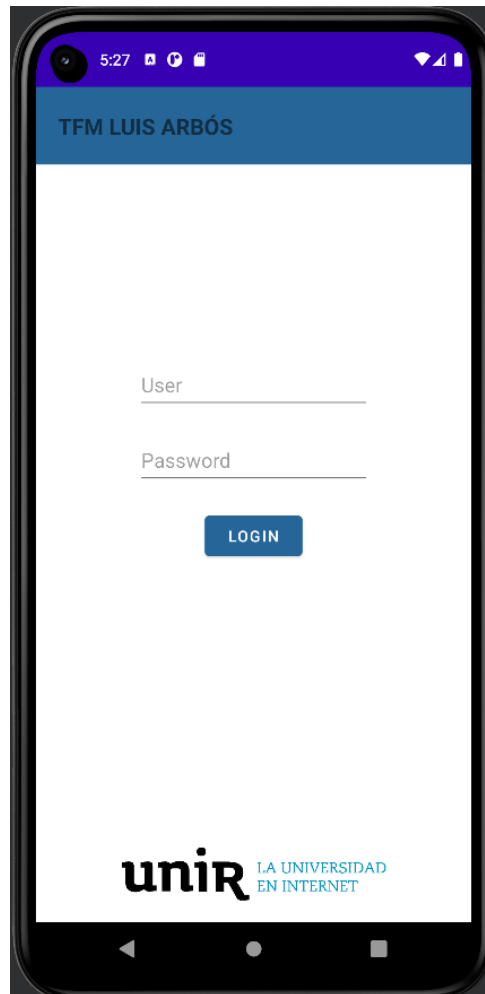 5:27
TFM LUIS ARBÓS
User
Password
LOGIN
unir LA UNIVERSIDAD
EN INTERNET